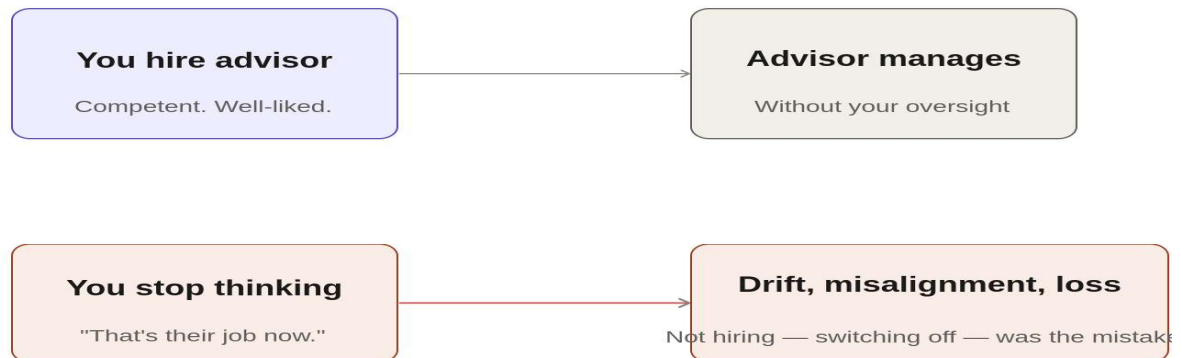 You hire advisor
Competent. Well-liked.
Advisor manages
Without your oversight
You stop thinking
"That's their job now."
Drift, misalignment, loss
Not hiring — switching off — was the mistake